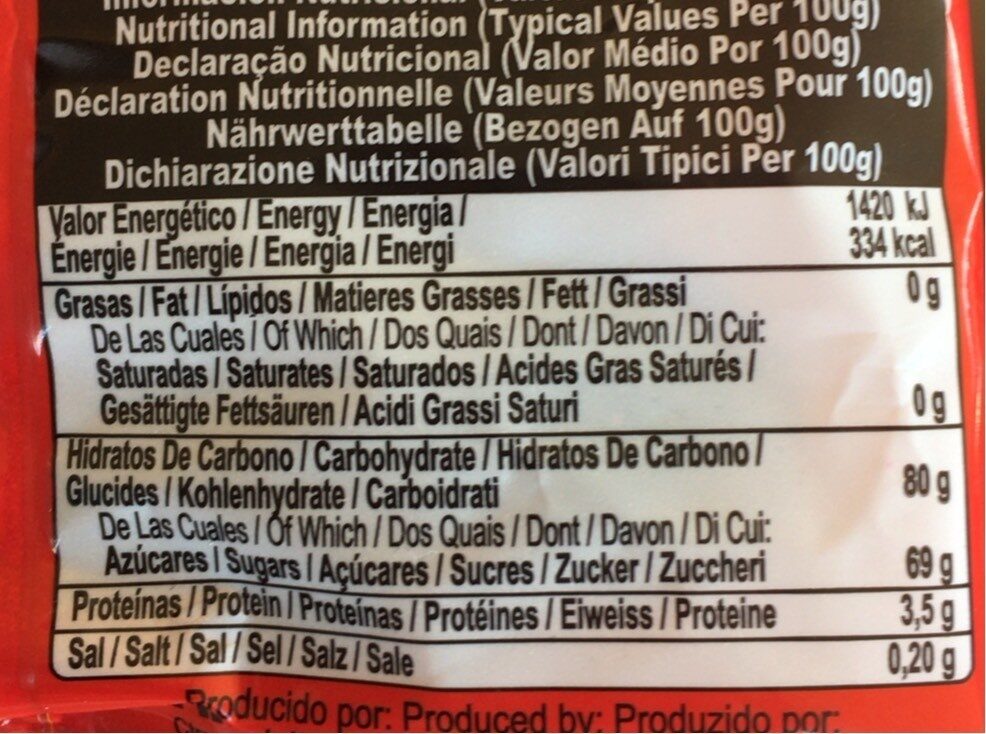 Nutritional Information (Typical Values Per 100g)
Declaração Nutricional (Valor Médio Por 100g)
Déclaration Nutritionnelle (Valeurs Moyennes Pour 100g)
Nährwerttabelle (Bezogen Auf 100g)
Dichiarazione Nutrizionale (Valori Tipici Per 100g)
Valor Energético / Energy / Energia / 1420 kJ
Énergie / Energie / Energia / Energi 334 kcal
Grasas / Fat / Lípidos / Matieres Grasses / Fett / Grassi 0 g
De Las Cuales / Of Which / Dos Quais / Dont / Davon / Di Cui:
Saturadas / Saturates / Saturados / Acides Gras Saturés /
Gesättigte Fettsäuren / Acidi Grassi Saturi 0 g
Hidratos De Carbono / Carbohydrate / Hidratos De Carbono /
Glucides / Kohlenhydrate / Carboidrati 80 g
De Las Cuales / Of Which / Dos Quais / Dont / Davon / Di Cui:
Azúcares / Sugars / Açúcares / Sucres / Zucker / Zuccheri 69 g
Proteínas / Protein / Proteínas / Protéines / Eiweiss / Proteine 3,5 g
Sal / Salt / Sal / Sel / Salz / Sale 0,20 g
Producido por: Produced by: Produzido por: